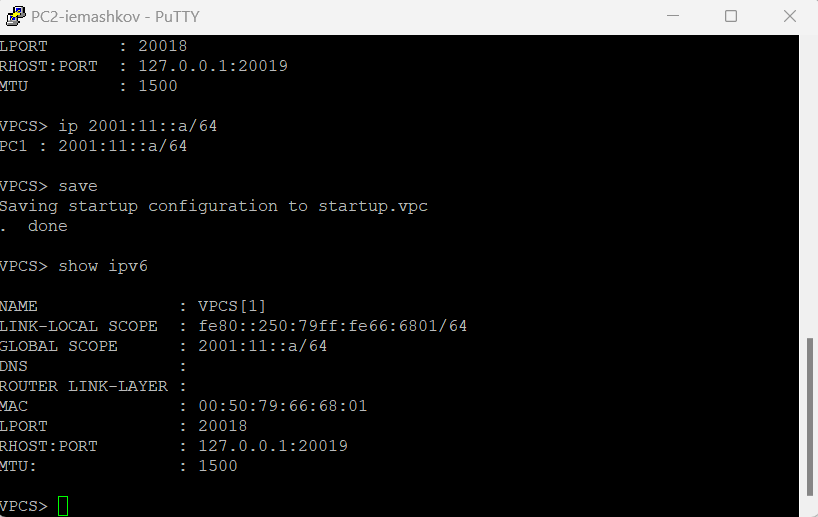 PC2-iemashkov - PuTTY
LPORT : 20018
RHOST:PORT : 127.0.0.1:20019
MTU : 1500
VPCS> ip 2001:11::a/64
PC1 : 2001:11::a/64
VPCS> save
Saving startup configuration to startup.vpc
. done
VPCS> show ipv6
NAME : VPCS[1]
LINK-LOCAL SCOPE : fe80::250:79ff:fe66:6801/64
GLOBAL SCOPE : 2001:11::a/64
DNS :
ROUTER LINK-LAYER :
MAC : 00:50:79:66:68:01
LPORT : 20018
RHOST:PORT : 127.0.0.1:20019
MTU: : 1500
VPCS>